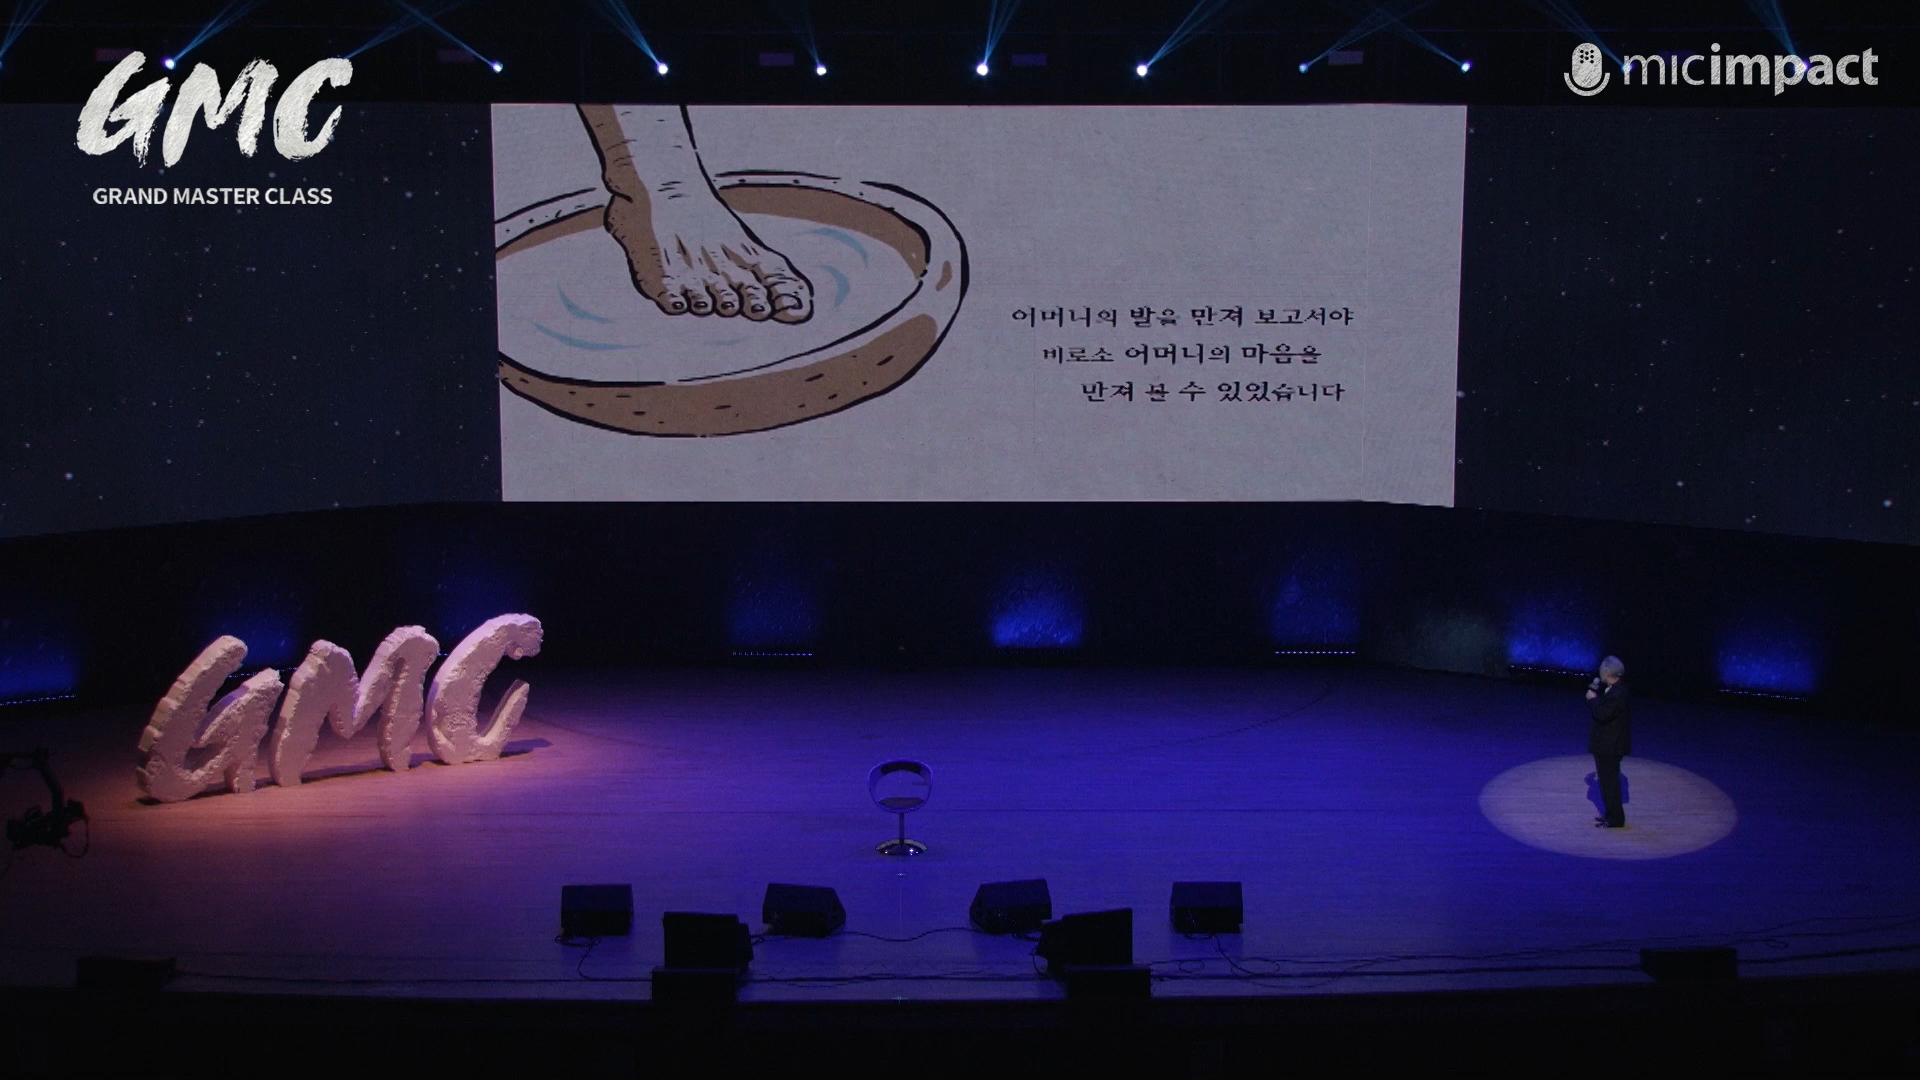 GMC
GRAND MASTER CLASS
micimpact
어머니의 발을 만져 보고서야
비로소 어머니의 마음을
만져 볼 수 있었습니다
GMC